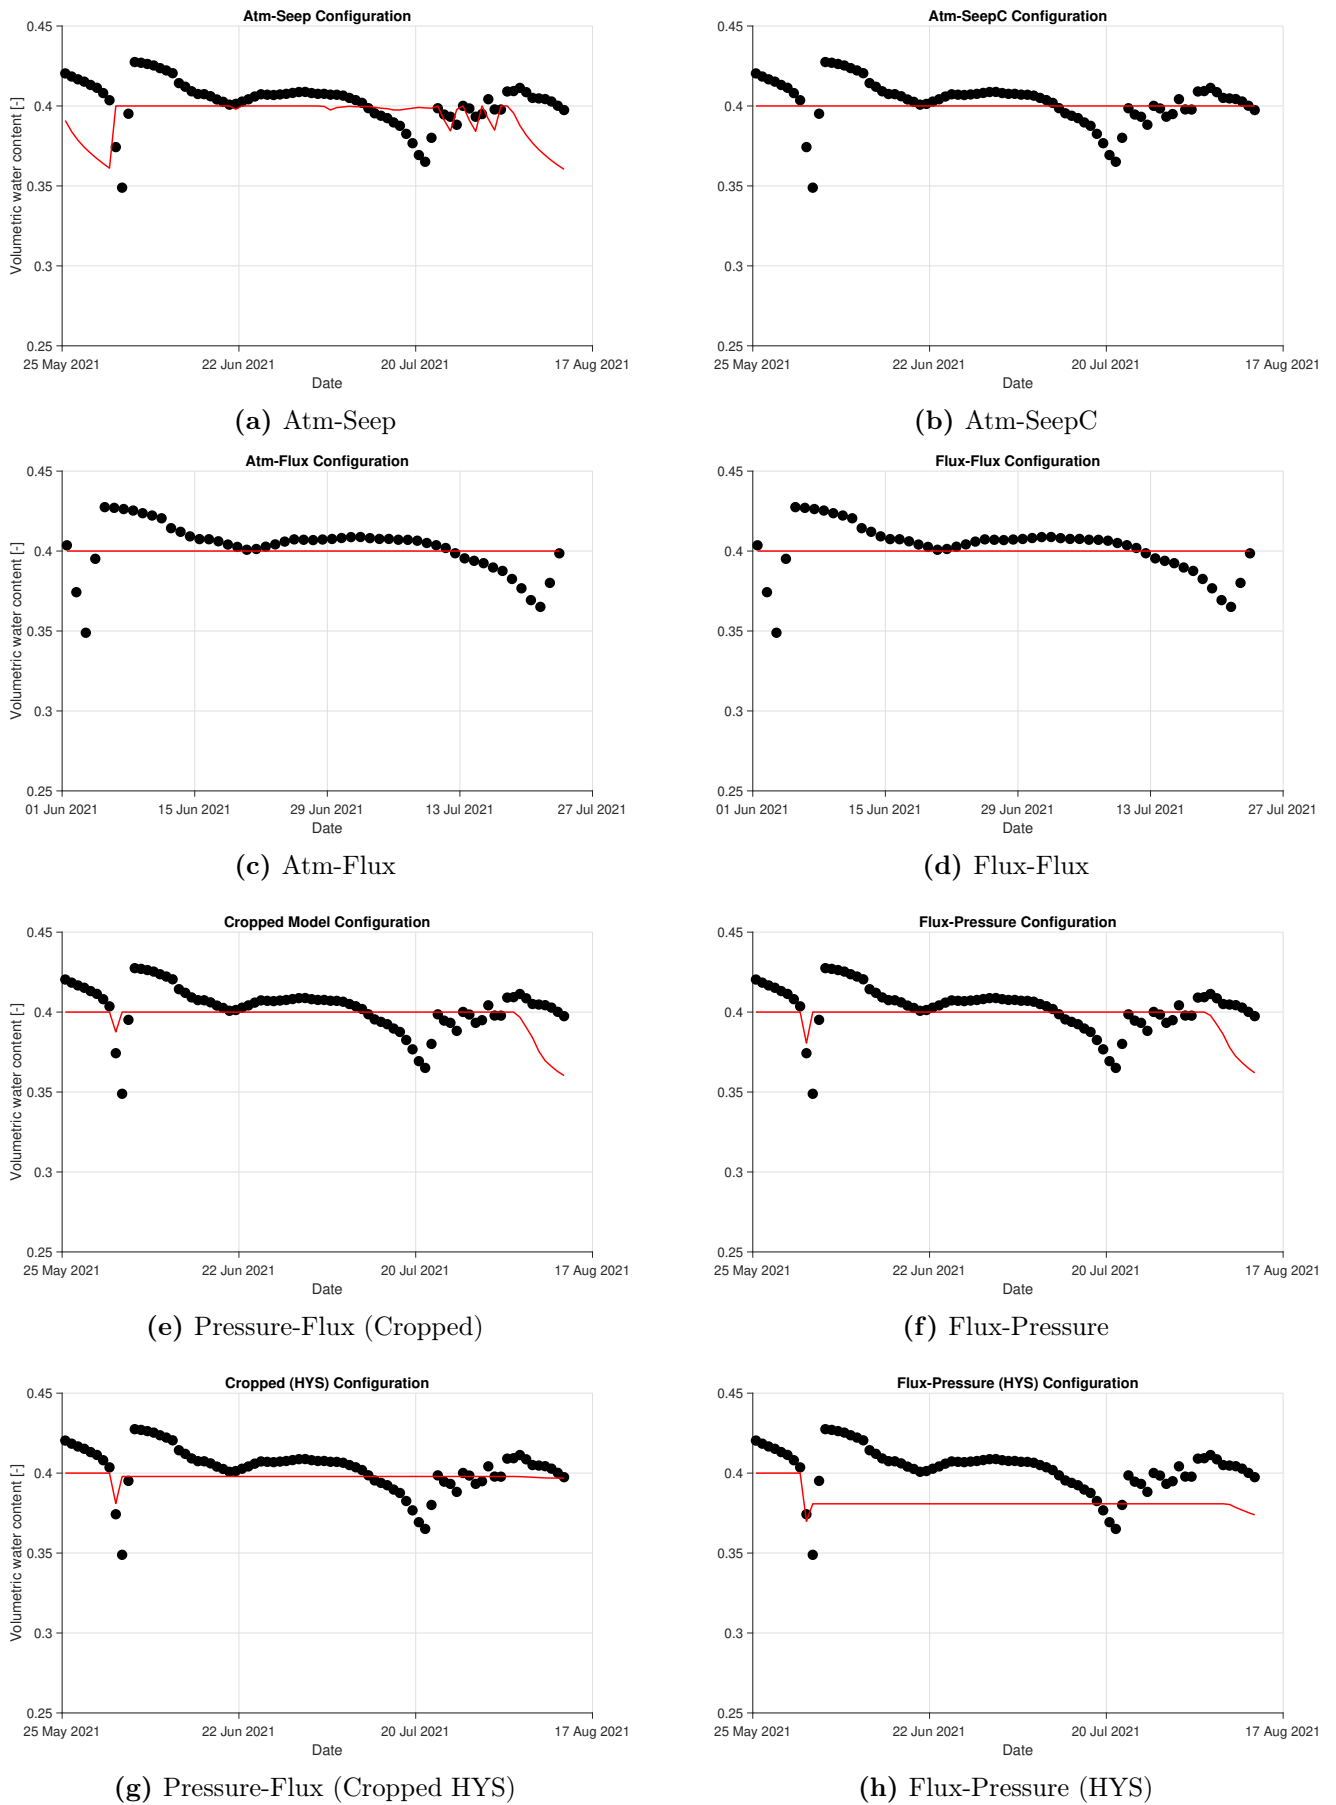 Atm-Seep Configuration
0.45
0.4
0.35
0.3
0.25
Volumetric water content [-]
25 May 2021 22 Jun 2021 20 Jul 2021 17 Aug 2021
Date
(a) Atm-Seep
Atm-SeepC Configuration
0.45
0.4
0.35
0.3
0.25
25 May 2021 22 Jun 2021 20 Jul 2021 17 Aug 2021
Date
(b) Atm-SeepC
Atm-Flux Configuration
0.45
0.4
0.35
0.3
0.25
Volumetric water content [-]
01 Jun 2021 15 Jun 2021 29 Jun 2021 13 Jul 2021 27 Jul 2021
Date
(c) Atm-Flux
Flux-Flux Configuration
0.45
0.4
0.35
0.3
0.25
01 Jun 2021 15 Jun 2021 29 Jun 2021 13 Jul 2021 27 Jul 2021
Date
(d) Flux-Flux
Cropped Model Configuration
0.45
0.4
0.35
0.3
0.25
Volumetric water content [-]
25 May 2021 22 Jun 2021 20 Jul 2021 17 Aug 2021
Date
(e) Pressure-Flux (Cropped)
Flux-Pressure Configuration
0.45
0.4
0.35
0.3
0.25
25 May 2021 22 Jun 2021 20 Jul 2021 17 Aug 2021
Date
(f) Flux-Pressure
Cropped (HYS) Configuration
0.45
0.4
0.35
0.3
0.25
Volumetric water content [-]
25 May 2021 22 Jun 2021 20 Jul 2021 17 Aug 2021
Date
(g) Pressure-Flux (Cropped HYS)
Flux-Pressure (HYS) Configuration
0.45
0.4
0.35
0.3
0.25
25 May 2021 22 Jun 2021 20 Jul 2021 17 Aug 2021
Date
(h) Flux-Pressure (HYS)